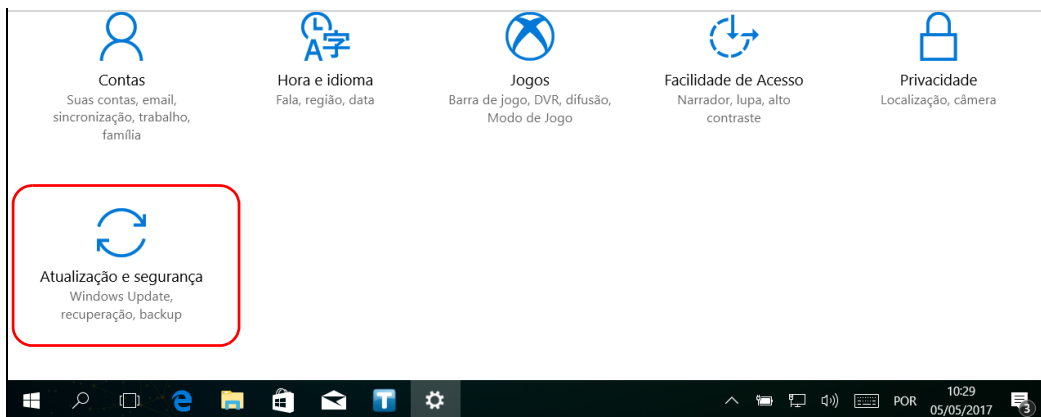 Contas
Suas contas, email,
sincronização, trabalho,
família
Hora e idioma
Fala, região, data
Jogos
Barra de jogo, DVR, difusão,
Modo de Jogo
Facilidade de Acesso
Narrador, lupa, alto
contraste
Privacidade
Localização, câmera
Atualização e segurança
Windows Update,
recuperação, backup
POR
10:29
05/05/2017
3